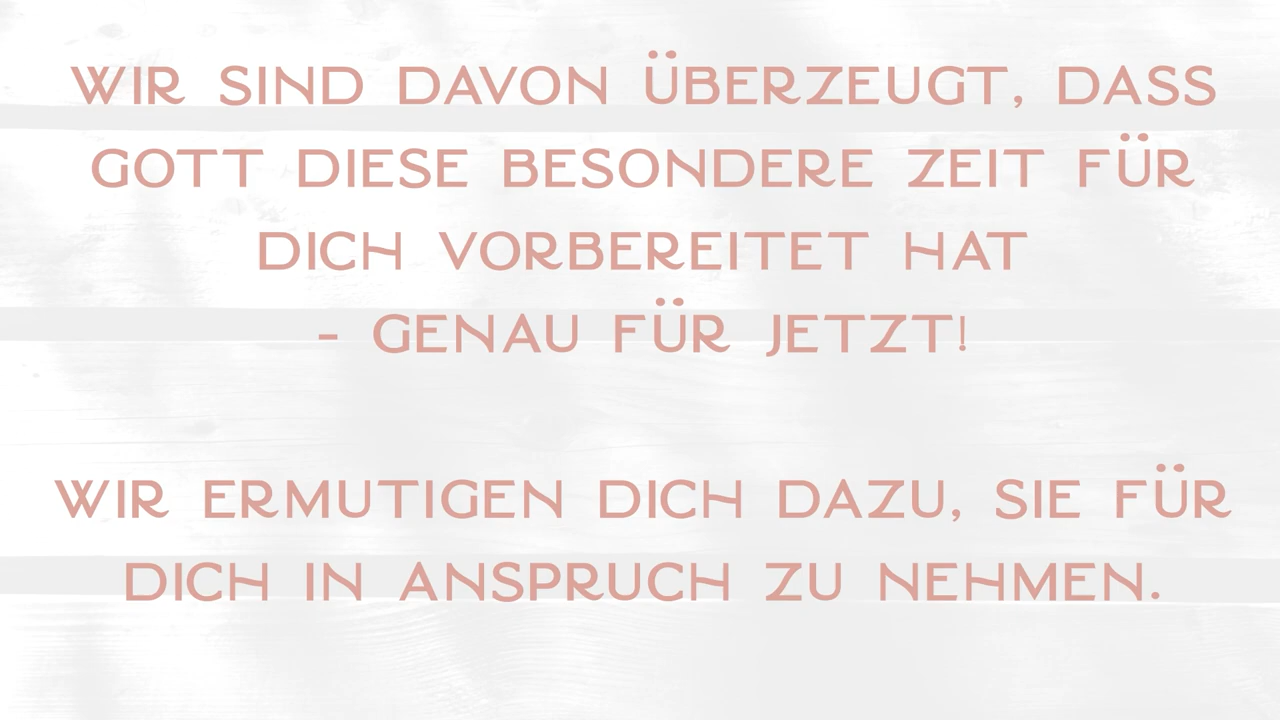 WIR SIND DAVON ÜBERZEUGT, DASS
GOTT DIESE BESONDERE ZEIT FÜR
DICH VORBEREITET HAT
- GENAU FÜR JETZT!
WIR ERMUTIGEN DICH DAZU, SIE FÜR
DICH IN ANSPRUCH ZU NEHMEN.